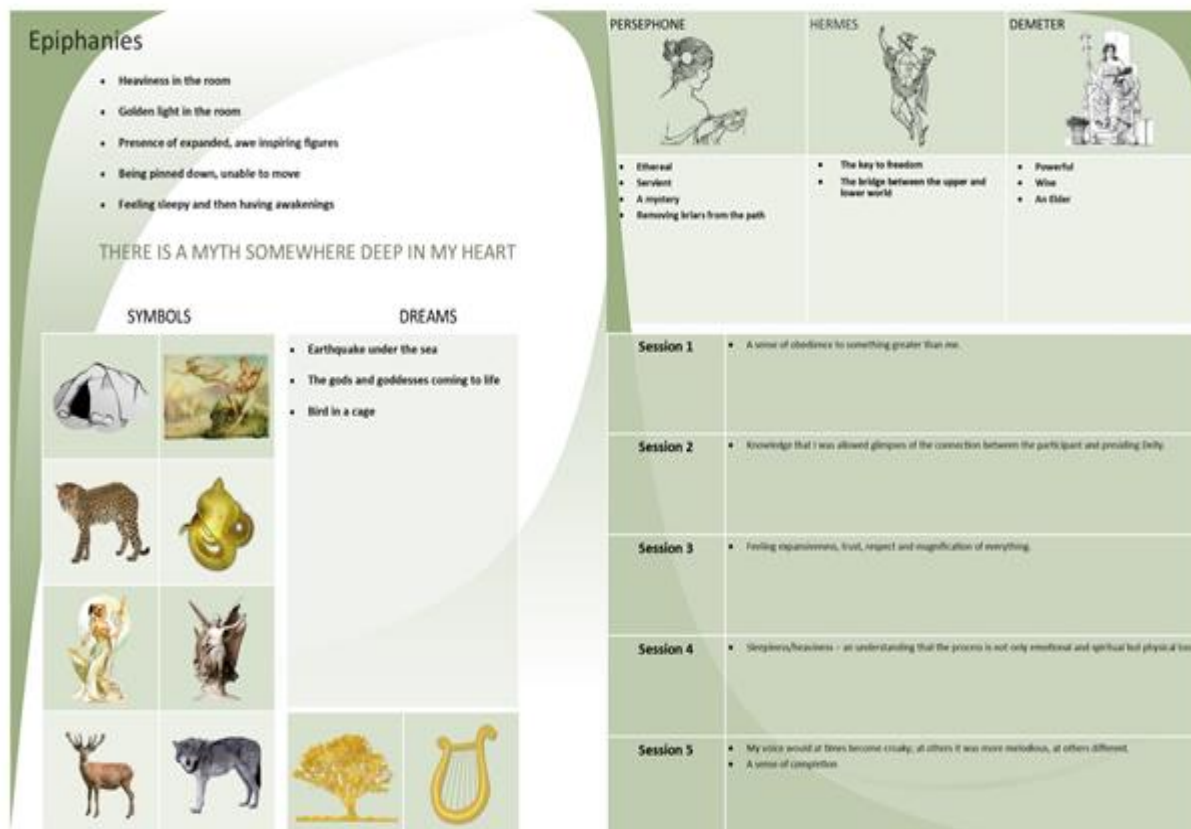 Epiphanies
• Heaviness in the room
• Golden light in the room
• Presence of expanded, awe inspiring figures
• Being pinned down, unable to move
• Feeling sleepy and then having awakenings
THERE IS A MYTH SOMEWHERE DEEP IN MY HEART
SYMBOLS
DREAMS
• Earthquake under the sea
• The gods and goddesses coming to life
• Bird in a cage
PERSEPHONE
• Ethereal
• Servient
• A mystery
• Removing briars from the path
HERMES
• The key to freedom
• The bridge between the upper and
lower world
DEMETER
• Powerful
• Wise
• An Elder
Session 1
• A sense of obedience to something greater than me.
Session 2
• Knowledge that I was allowed glimpses of the connection between the participant and presiding Deity.
Session 3
• Feeling expansiveness, trust, respect and magnification of everything.
Session 4
• Sleepiness/heaviness – an understanding that the process is not only emotional and spiritual but physical too
Session 5
• My voice would at times become croaky, at others it was more melodious, at others different.
• A sense of completion